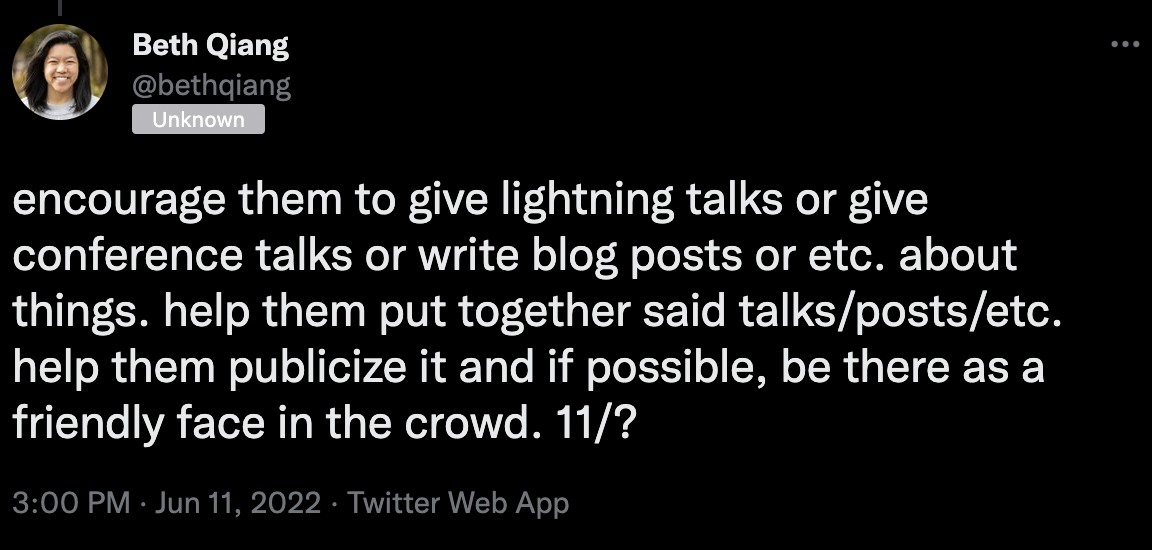 Beth Qiang
@bethqiang
Unknown
encourage them to give lightning talks or give
conference talks or write blog posts or etc. about
things. help them put together said talks/posts/etc.
help them publicize it and if possible, be there as a
friendly face in the crowd. 11/?
3:00 PM · Jun 11, 2022 · Twitter Web App